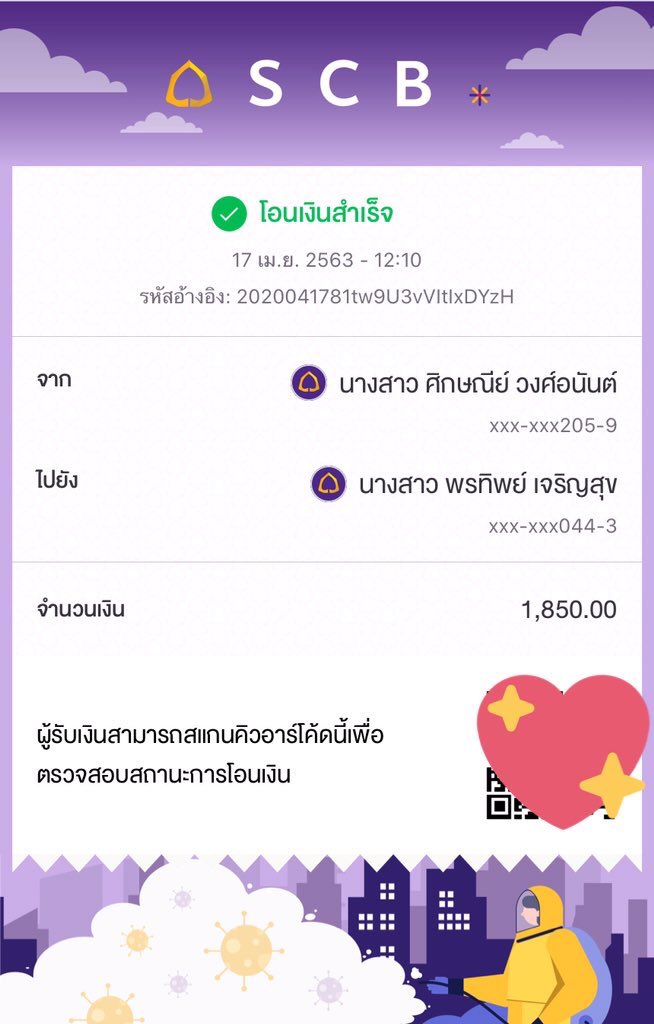 SCB
โอนเงินสำเร็จ
17 เม.ย. 2563 - 12:10
รหัสอ้างอิง: 2020041781tw9U3vVItIxDYzH
จาก
นางสาว ศิกษณีย์ วงศ์อนันต์
xxx-xxx205-9
ไปยัง
นางสาว พรทิพย์ เจริญสุข
xxx-xxx044-3
จำนวนเงิน 1,850.00
ผู้รับเงินสามารถสแกนคิวอาร์โค้ดนี้เพื่อ
ตรวจสอบสถานะการโอนเงิน